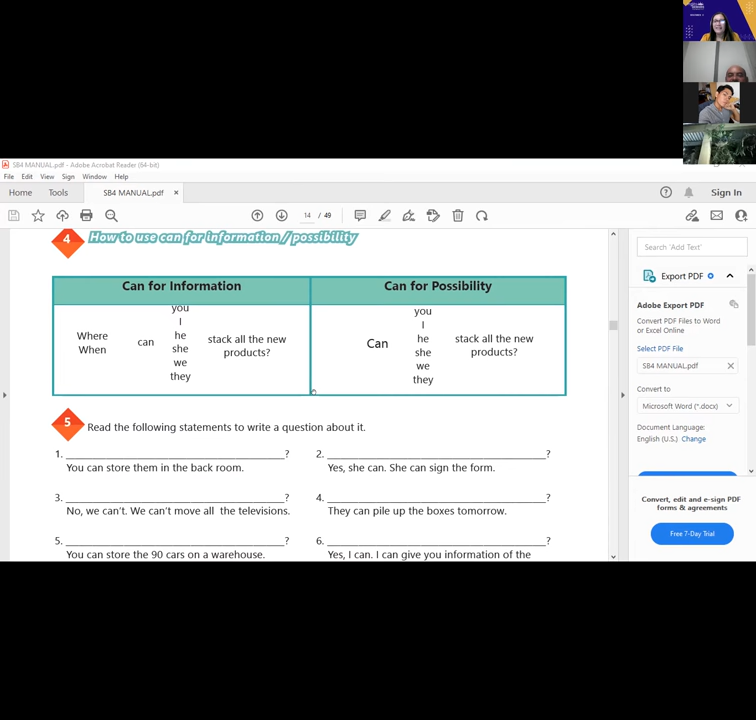 SB4 MANUAL.pdf - Adobe Acrobat Reader (64-bit)
File Edit View Sign Window Help
Home Tools SB4 MANUAL.pdf × Sign In
14 / 49
4 How to use can for information / possibility
Can for Information
Where
When
can
you
I
he
she
we
they
stack all the new
products?
Can for Possibility
Can
you
I
he
she
we
they
stack all the new
products?
5 Read the following statements to write a question about it.
1. ______________________________?
You can store them in the back room.
2. ______________________________?
Yes, she can. She can sign the form.
3. ______________________________?
No, we can't. We can't move all the televisions.
4. ______________________________?
They can pile up the boxes tomorrow.
5. ______________________________?
You can store the 90 cars on a warehouse.
6. ______________________________?
Yes, I can. I can give you information of the
Search 'Add Text'
Export PDF
Adobe Export PDF
Convert PDF Files to Word
or Excel Online
Select PDF File
SB4 MANUAL.pdf ×
Convert to
Microsoft Word (*.docx)
Document Language:
English (U.S.) Change
Convert, edit and e-sign PDF
forms & agreements
Free 7-Day Trial